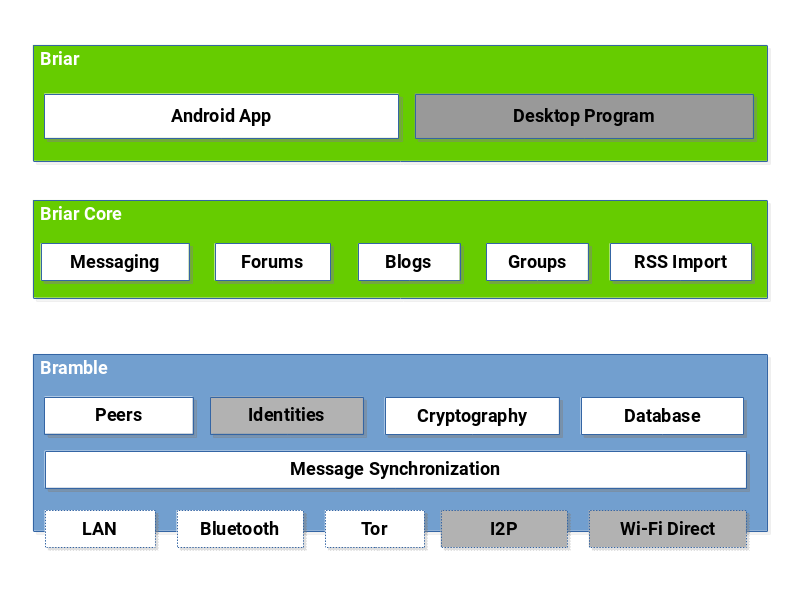 Briar
Android App
Desktop Program
Briar Core
Messaging
Forums
Blogs
Groups
RSS Import
Bramble
Peers
Identities
Cryptography
Database
Message Synchronization
LAN
Bluetooth
Tor
I2P
Wi-Fi Direct